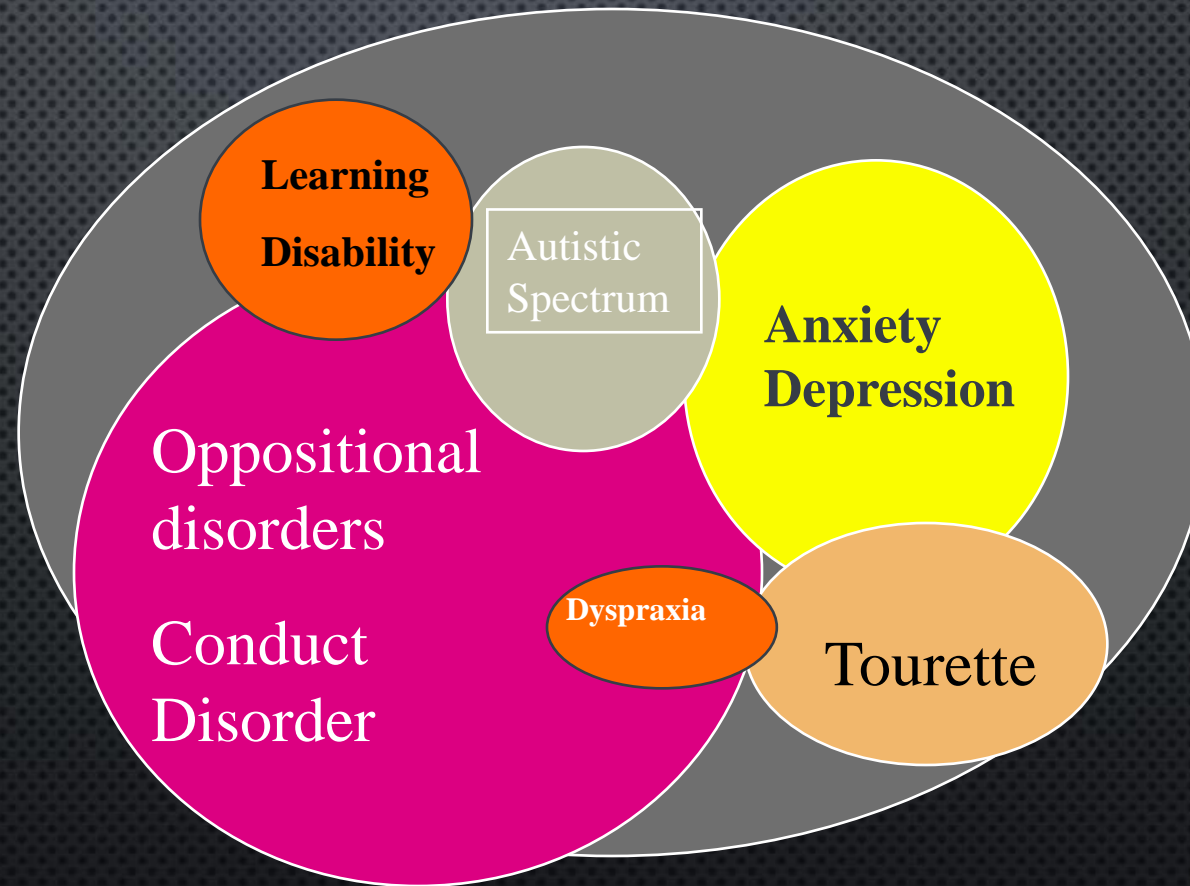 Learning
Disability
Autistic
Spectrum
Anxiety
Depression
Oppositional
disorders
Conduct
Disorder
Dyspraxia
Tourette